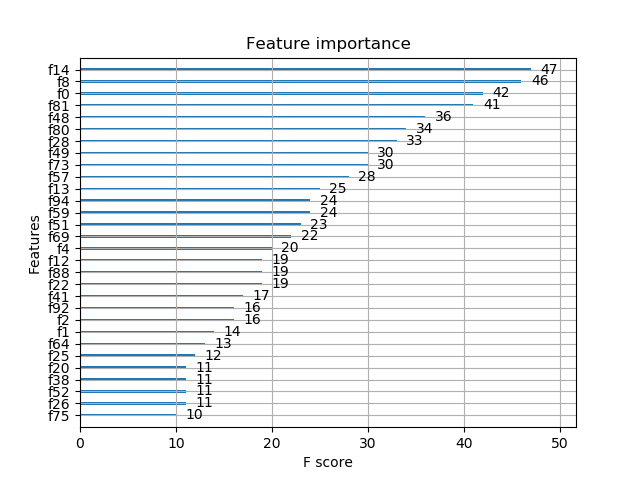 Feature importance
f14 47
f8 46
f0 42
f81 41
f48 36
f80 34
f28 33
f49 30
f73 30
f57 28
f13 25
f94 24
f59 24
f51 23
f69 22
f4 20
f12 19
f88 19
f22 19
f41 17
f92 16
f2 16
f1 14
f64 13
f25 12
f20 11
f38 11
f52 11
f26 11
f75 10
Features
0 10 20 30 40 50
F score